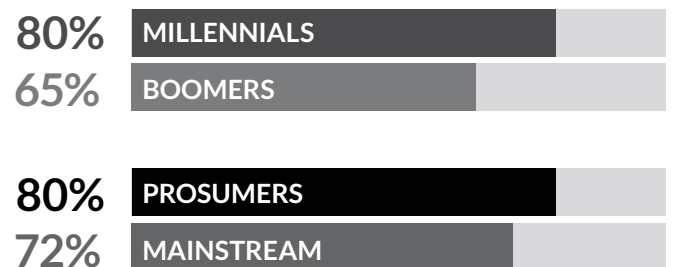 80% MILLENNIALS
65% BOOMERS
80% PROSUMERS
72% MAINSTREAM